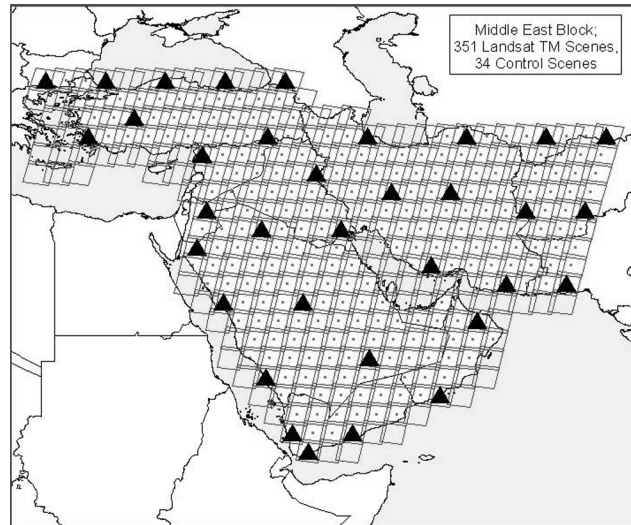 Middle East Block;
351 Landsat TM Scenes,
34 Control Scenes